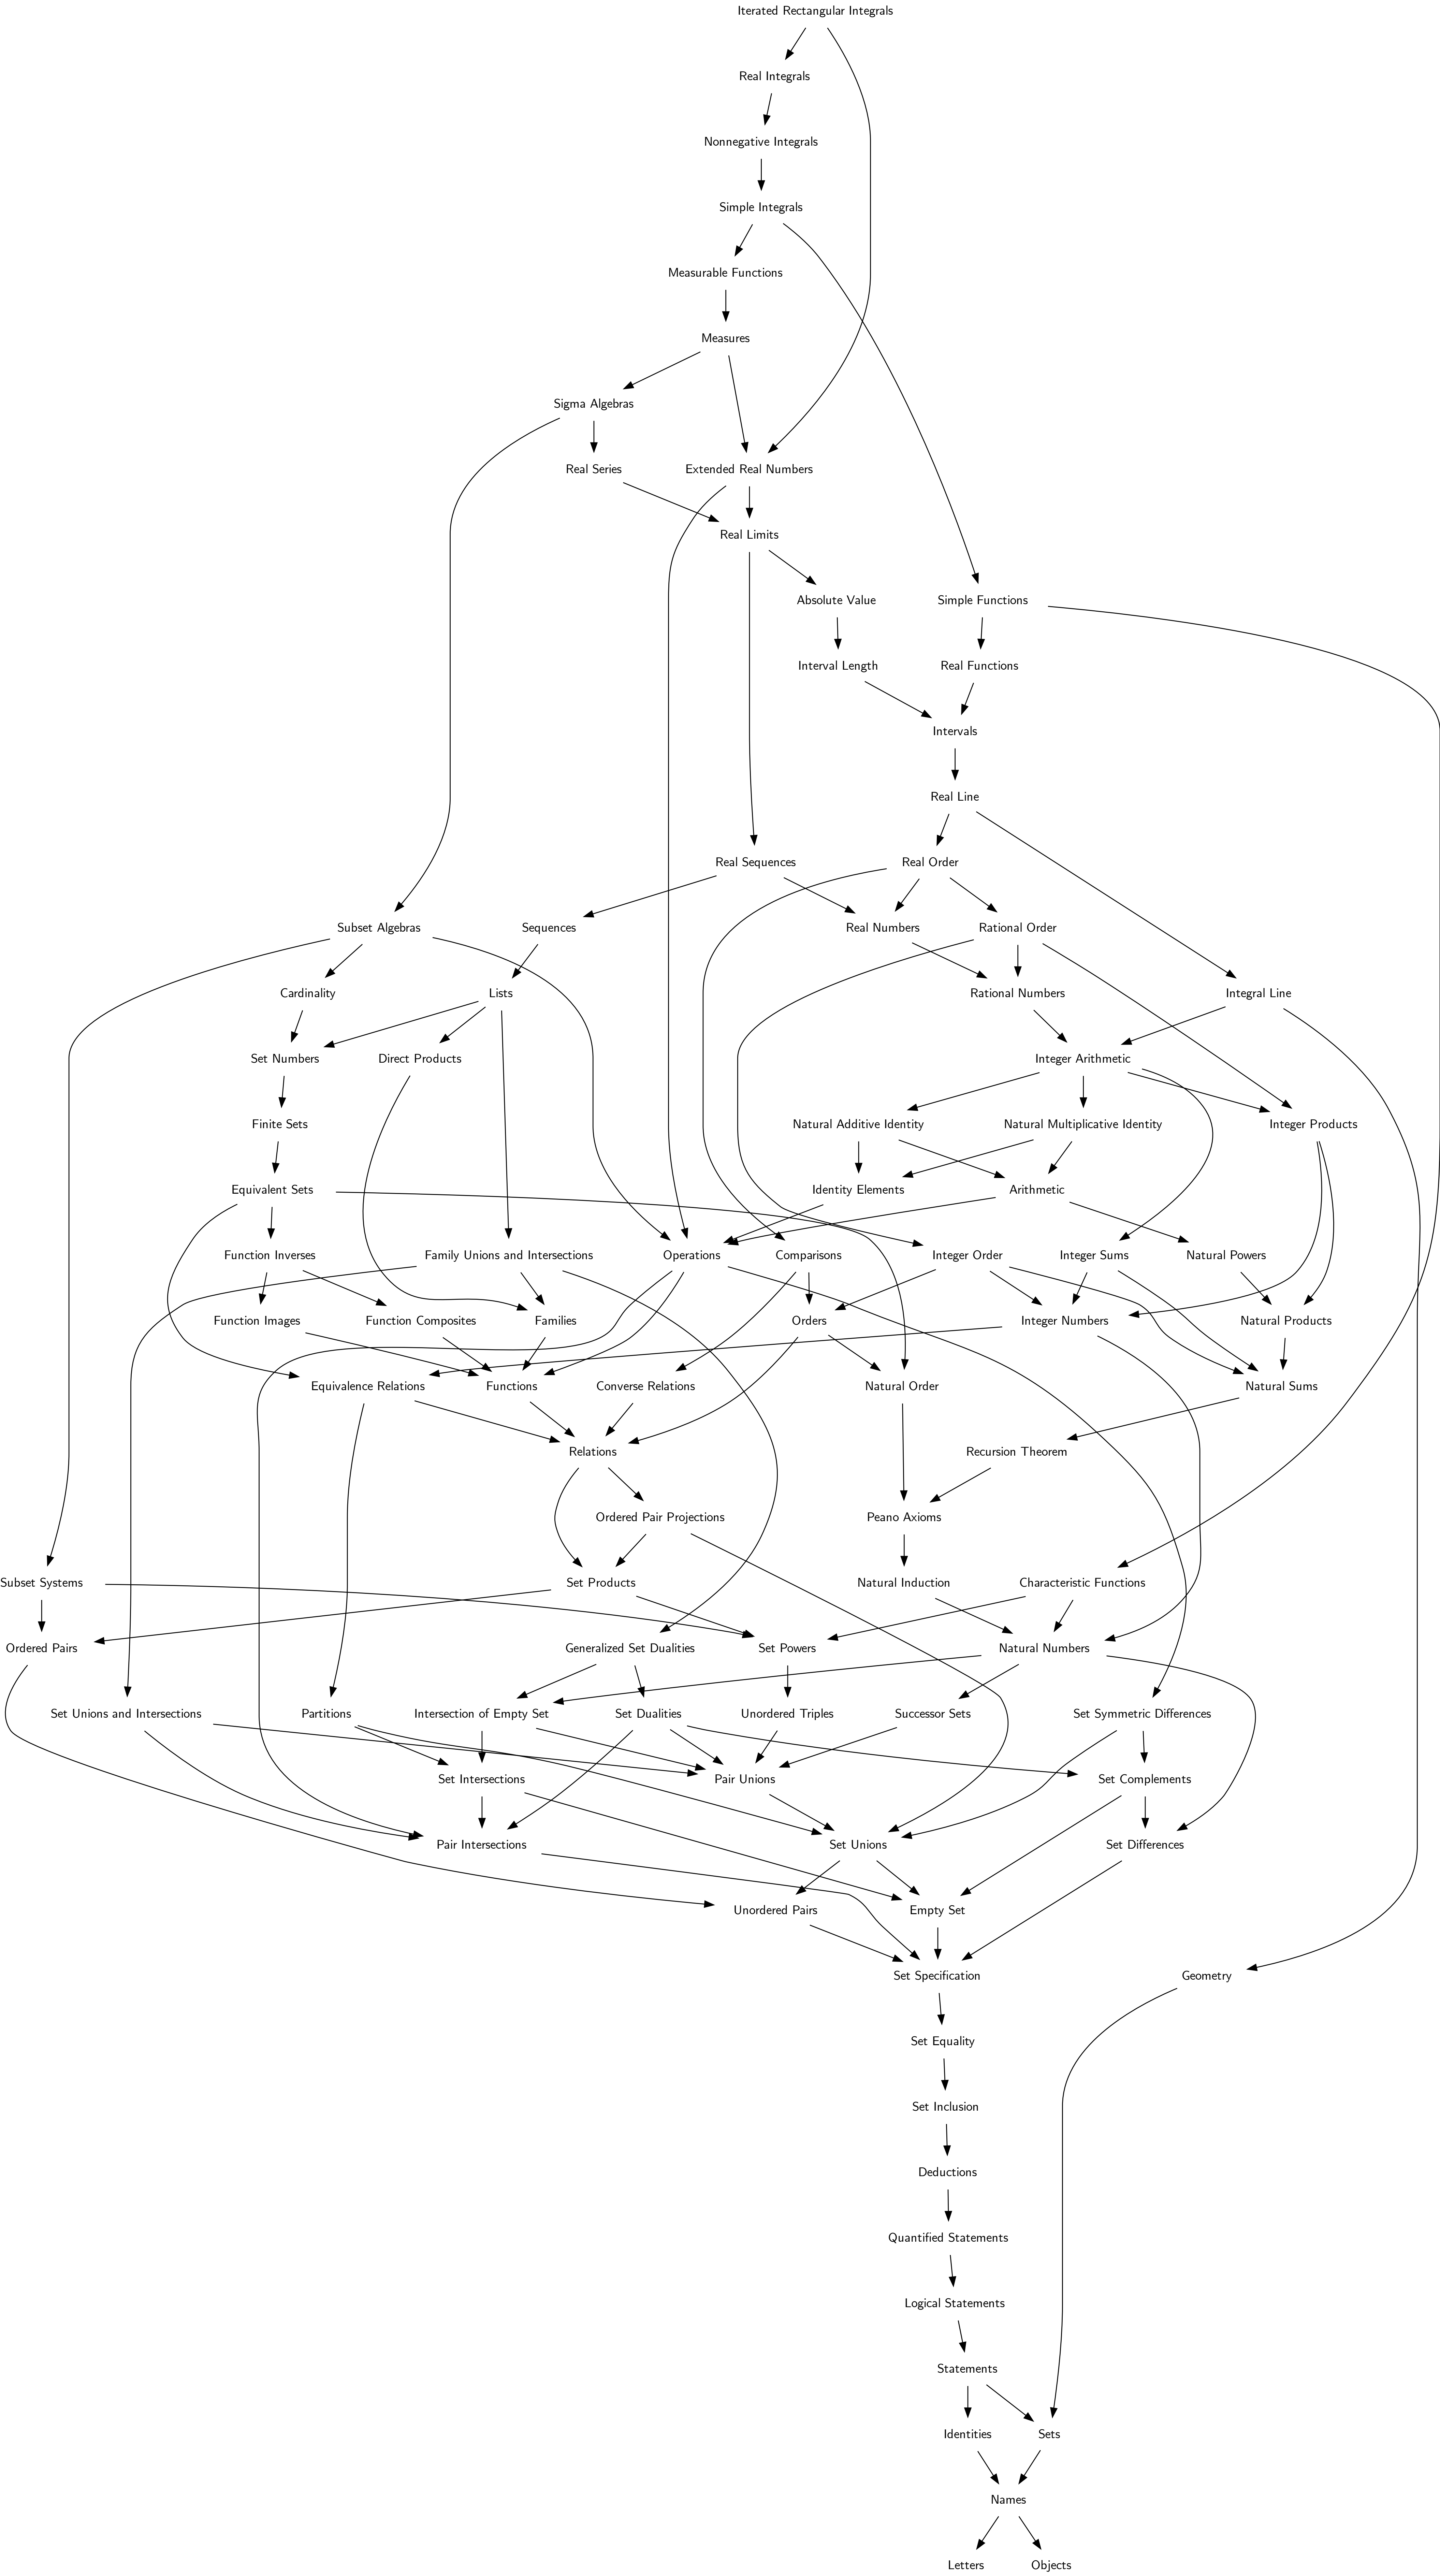 Iterated Rectangular Integrals
Real Integrals
Nonnegative Integrals
Simple Integrals
Measurable Functions
Measures
Sigma Algebras
Real Series
Extended Real Numbers
Real Limits
Absolute Value
Simple Functions
Interval Length
Real Functions
Intervals
Real Line
Real Sequences
Real Order
Subset Algebras
Sequences
Real Numbers
Rational Order
Cardinality
Lists
Rational Numbers
Integral Line
Set Numbers
Direct Products
Integer Arithmetic
Finite Sets
Natural Additive Identity
Natural Multiplicative Identity
Integer Products
Equivalent Sets
Identity Elements
Arithmetic
Function Inverses
Family Unions and Intersections
Operations
Comparisons
Integer Order
Integer Sums
Natural Powers
Function Images
Function Composites
Families
Orders
Integer Numbers
Natural Products
Equivalence Relations
Functions
Converse Relations
Natural Order
Natural Sums
Relations
Recursion Theorem
Ordered Pair Projections
Peano Axioms
Subset Systems
Set Products
Natural Induction
Characteristic Functions
Ordered Pairs
Generalized Set Dualities
Set Powers
Natural Numbers
Set Unions and Intersections
Partitions
Intersection of Empty Set
Set Dualities
Unordered Triples
Successor Sets
Set Symmetric Differences
Set Intersections
Pair Unions
Set Complements
Pair Intersections
Set Unions
Set Differences
Unordered Pairs
Empty Set
Set Specification
Geometry
Set Equality
Set Inclusion
Deductions
Quantified Statements
Logical Statements
Statements
Identities
Sets
Names
Letters
Objects